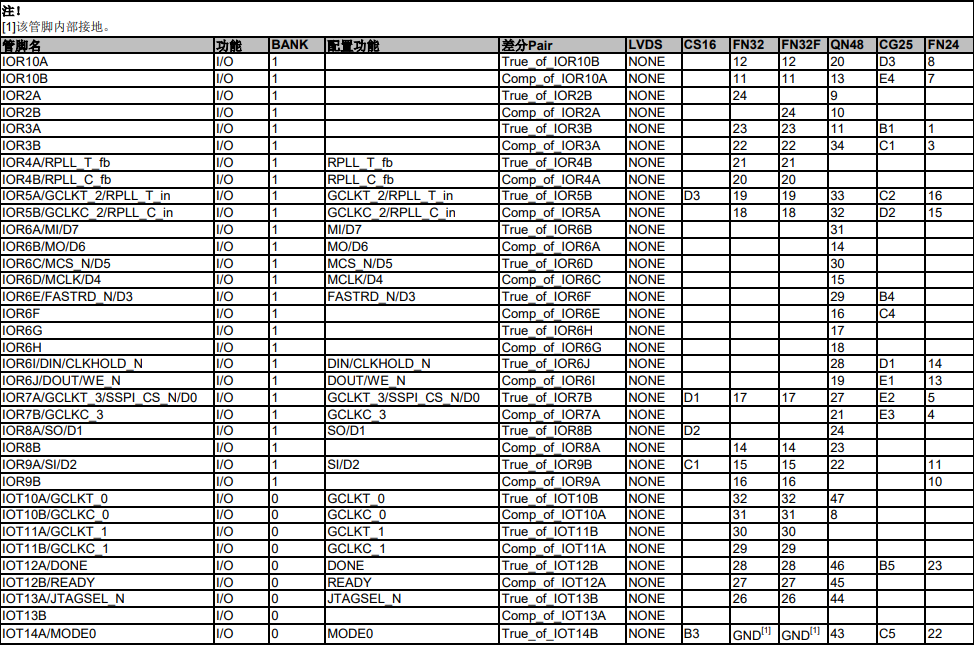 注!
[1]该管脚内部接地。
管脚名 功能 BANK 配置功能 差分Pair LVDS CS16 FN32 FN32F QN48 CG25 FN24
IOR10A I/O 1 True_of_IOR10B NONE 12 12 20 D3 8
IOR10B I/O 1 Comp_of_IOR10A NONE 11 11 13 E4 7
IOR2A I/O 1 True_of_IOR2B NONE 24 9
IOR2B I/O 1 Comp_of_IOR2A NONE 24 10
IOR3A I/O 1 True_of_IOR3B NONE 23 23 11 B1 1
IOR3B I/O 1 Comp_of_IOR3A NONE 22 22 34 C1 3
IOR4A/RPLL_T_fb I/O 1 RPLL_T_fb True_of_IOR4B NONE 21 21
IOR4B/RPLL_C_fb I/O 1 RPLL_C_fb Comp_of_IOR4A NONE 20 20
IOR5A/GCLKT_2/RPLL_T_in I/O 1 GCLKT_2/RPLL_T_in True_of_IOR5B NONE D3 19 19 33 C2 16
IOR5B/GCLKC_2/RPLL_C_in I/O 1 GCLKC_2/RPLL_C_in Comp_of_IOR5A NONE 18 18 32 D2 15
IOR6A/MI/D7 I/O 1 MI/D7 True_of_IOR6B NONE 31
IOR6B/MO/D6 I/O 1 MO/D6 Comp_of_IOR6A NONE 14
IOR6C/MCS_N/D5 I/O 1 MCS_N/D5 True_of_IOR6D NONE 30
IOR6D/MCLK/D4 I/O 1 MCLK/D4 Comp_of_IOR6C NONE 15
IOR6E/FASTRD_N/D3 I/O 1 FASTRD_N/D3 True_of_IOR6F NONE 29 B4
IOR6F I/O 1 Comp_of_IOR6E NONE 16 C4
IOR6G I/O 1 True_of_IOR6H NONE 17
IOR6H I/O 1 Comp_of_IOR6G NONE 18
IOR6I/DIN/CLKHOLD_N I/O 1 DIN/CLKHOLD_N True_of_IOR6J NONE 28 D1 14
IOR6J/DOUT/WE_N I/O 1 DOUT/WE_N Comp_of_IOR6I NONE 19 E1 13
IOR7A/GCLKT_3/SSPI_CS_N/D0 I/O 1 GCLKT_3/SSPI_CS_N/D0 True_of_IOR7B NONE D1 17 17 27 E2 5
IOR7B/GCLKC_3 I/O 1 GCLKC_3 Comp_of_IOR7A NONE 21 E3 4
IOR8A/SO/D1 I/O 1 SO/D1 True_of_IOR8B NONE D2 24
IOR8B I/O 1 Comp_of_IOR8A NONE 14 14 23
IOR9A/SI/D2 I/O 1 SI/D2 True_of_IOR9B NONE C1 15 15 22 11
IOR9B I/O 1 Comp_of_IOR9A NONE 16 16 10
IOT10A/GCLKT_0 I/O 0 GCLKT_0 True_of_IOT10B NONE 32 32 47
IOT10B/GCLKC_0 I/O 0 GCLKC_0 Comp_of_IOT10A NONE 31 31 8
IOT11A/GCLKT_1 I/O 0 GCLKT_1 True_of_IOT11B NONE 30 30
IOT11B/GCLKC_1 I/O 0 GCLKC_1 Comp_of_IOT11A NONE 29 29
IOT12A/DONE I/O 0 DONE True_of_IOT12B NONE 28 28 46 B5 23
IOT12B/READY I/O 0 READY Comp_of_IOT12A NONE 27 27 45
IOT13A/JTAGSEL_N I/O 0 JTAGSEL_N True_of_IOT13B NONE 26 26 44
IOT13B I/O 0 Comp_of_IOT13A NONE
IOT14A/MODE0 I/O 0 MODE0 True_of_IOT14B NONE B3 GND[1] GND[1] 43 C5 22